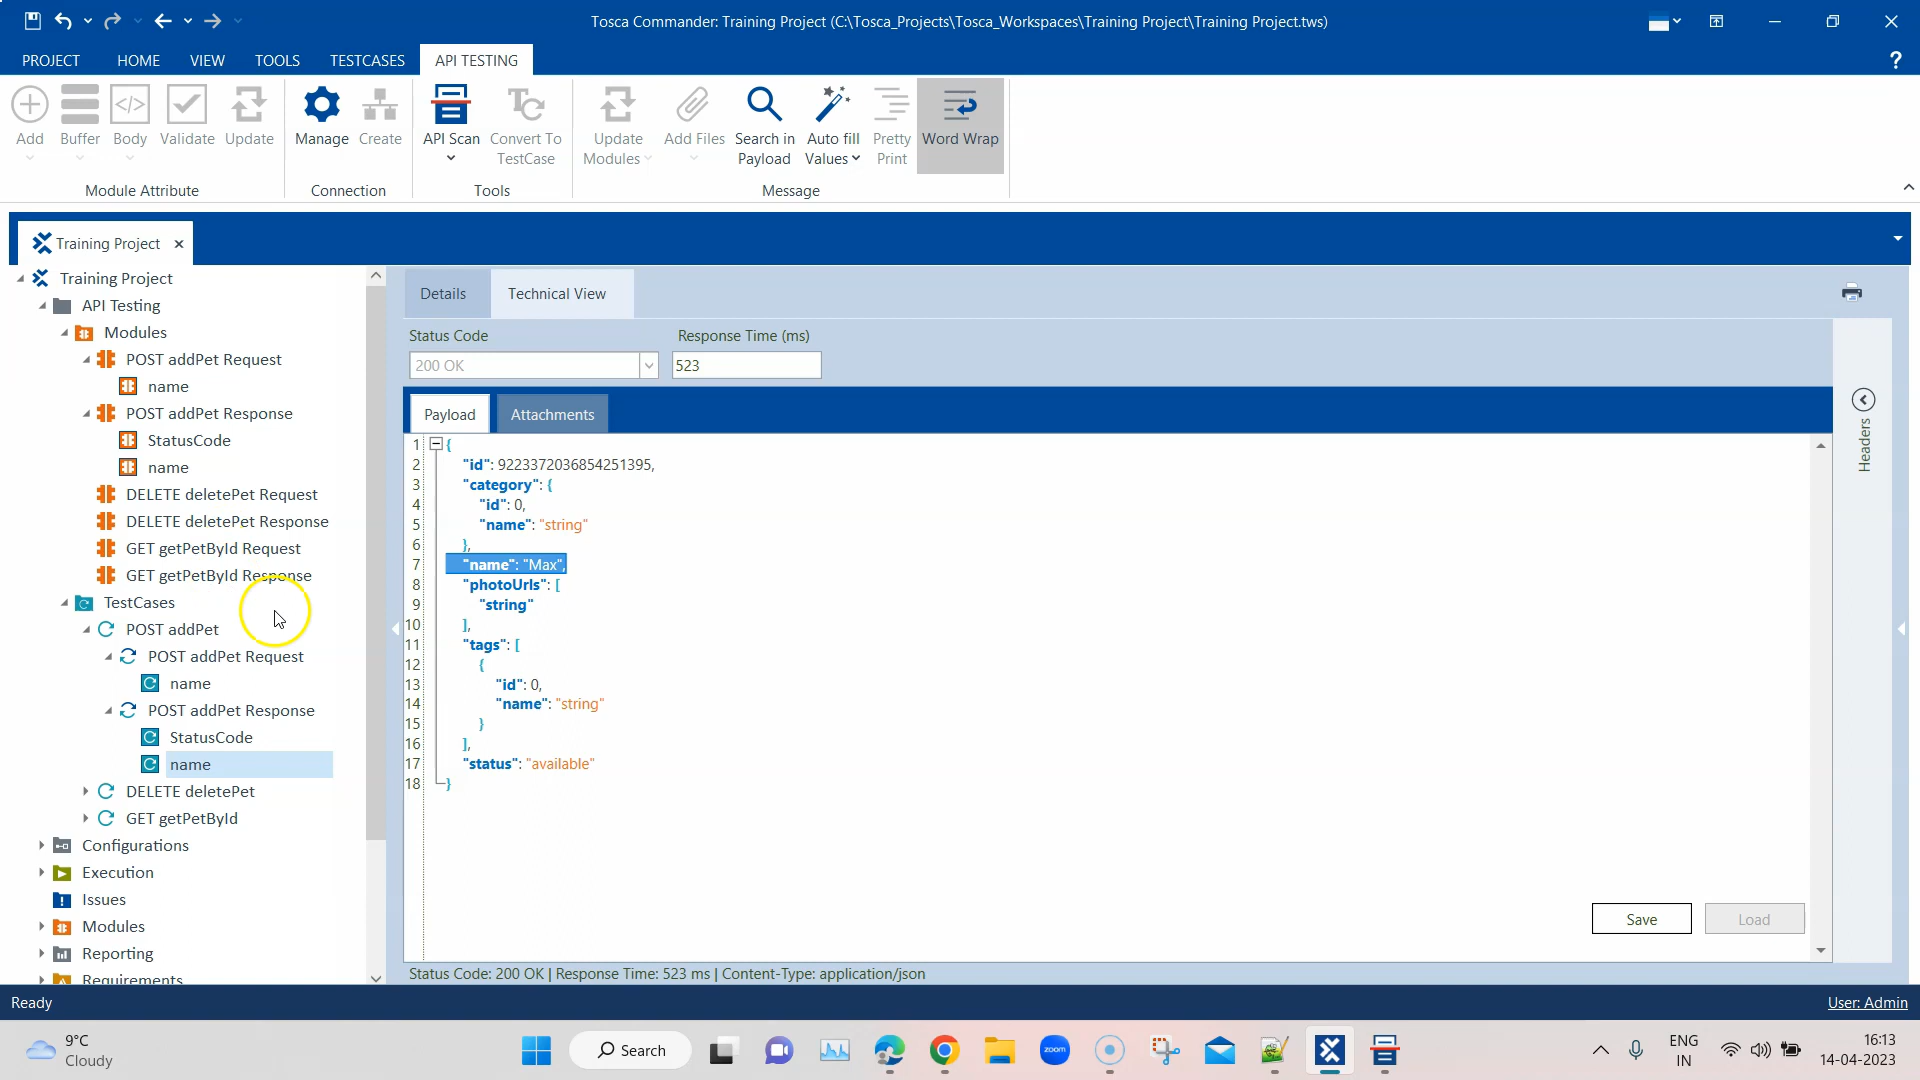 Tosca Commander: Training Project (C:\Tosca_Projects\Tosca_Workspaces\Training Project\Training Project.tws)
PROJECT HOME VIEW TOOLS TESTCASES API TESTING ?
Add Buffer Body Validate Update
Module Attribute
Manage Create
Connection
API Scan Convert To TestCase
Tools
Update Modules Add Files Search in Payload Auto fill Values Pretty Print Word Wrap
Message
Training Project
Training Project
API Testing
Modules
POST addPet Request
name
POST addPet Response
StatusCode
name
DELETE deletePet Request
DELETE deletePet Response
GET getPetById Request
GET getPetById Response
TestCases
POST addPet
POST addPet Request
name
POST addPet Response
StatusCode
name
DELETE deletePet
GET getPetById
Configurations
Execution
Issues
Modules
Reporting
Requirements
Details Technical View
Status Code Response Time (ms)
200 OK 523
Payload Attachments
1 {
2 "id": 9223372036854251395,
3 "category": {
4 "id": 0,
5 "name": "string"
6 },
7 "name": "Max",
8 "photoUrls": [
9 "string"
10 ],
11 "tags": [
12 {
13 "id": 0,
14 "name": "string"
15 }
16 ],
17 "status": "available"
18 }
Headers
Save Load
Status Code: 200 OK | Response Time: 523 ms | Content-Type: application/json
Ready User: Admin
9°C
Cloudy
Search
zoom
ENG
IN
16:13
14-04-2023